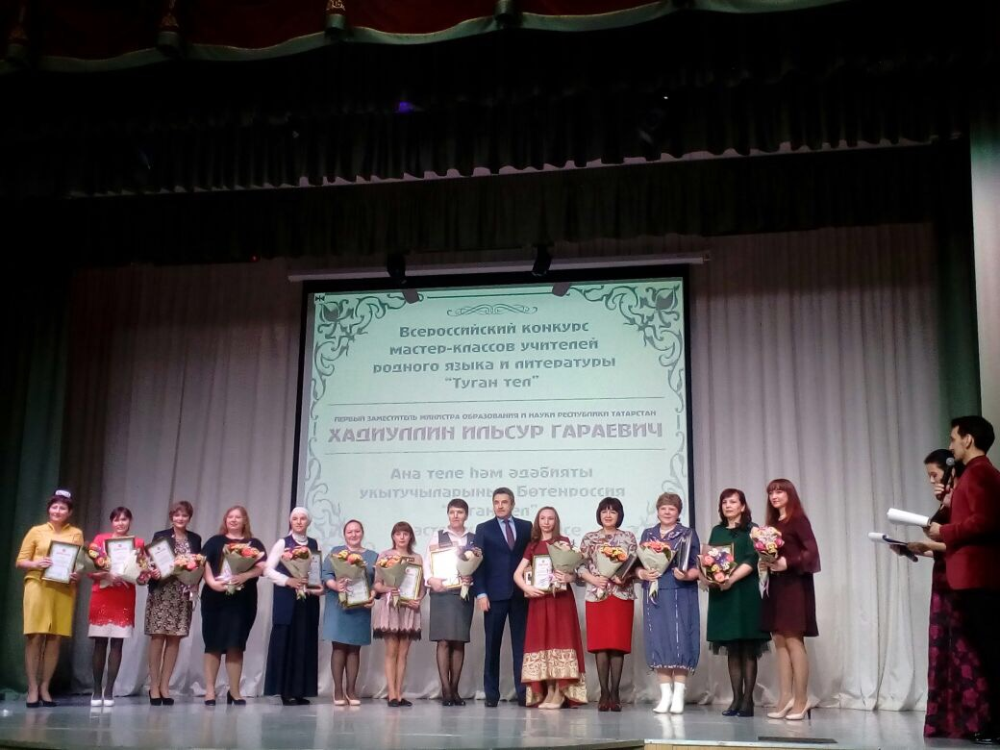 Всероссийский конкурс
мастер-классов учителей
родного языка и литературы
"Туган тел"
ПЕРВЫЙ ЗАМЕСТИТЕЛЬ МИНИСТРА ОБРАЗОВАНИЯ И НАУКИ РЕСПУБЛИКИ ТАТАРСТАН
ХАДИУЛЛИН ИЛЬСУР ГАРАЕВИЧ
Ана теле һәм әдәбияты
укытучыларының Бөтенроссия